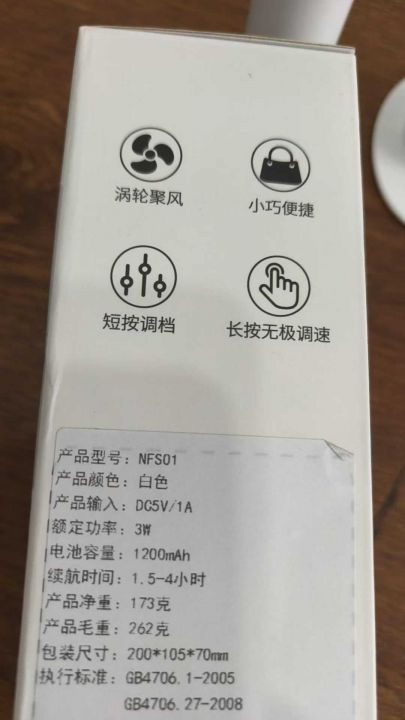 涡轮聚风
小巧便捷
短按调档
长按无极调速
产品型号: NFS01
产品颜色: 白色
产品输入: DC5V/1A
额定功率: 3W
电池容量: 1200mAh
续航时间: 1.5-4小时
产品净重: 173克
产品毛重: 262克
包装尺寸: 200*105*70mm
执行标准: GB4706.1-2005
GB4706.27-2008